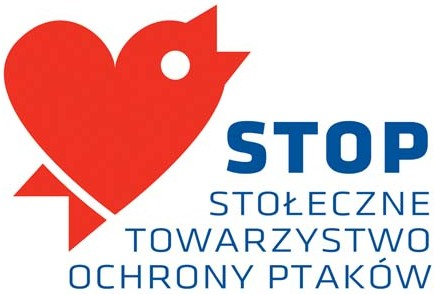 STOP
STOŁECZNE
TOWARZYSTWO
OCHRONY PTAKÓW